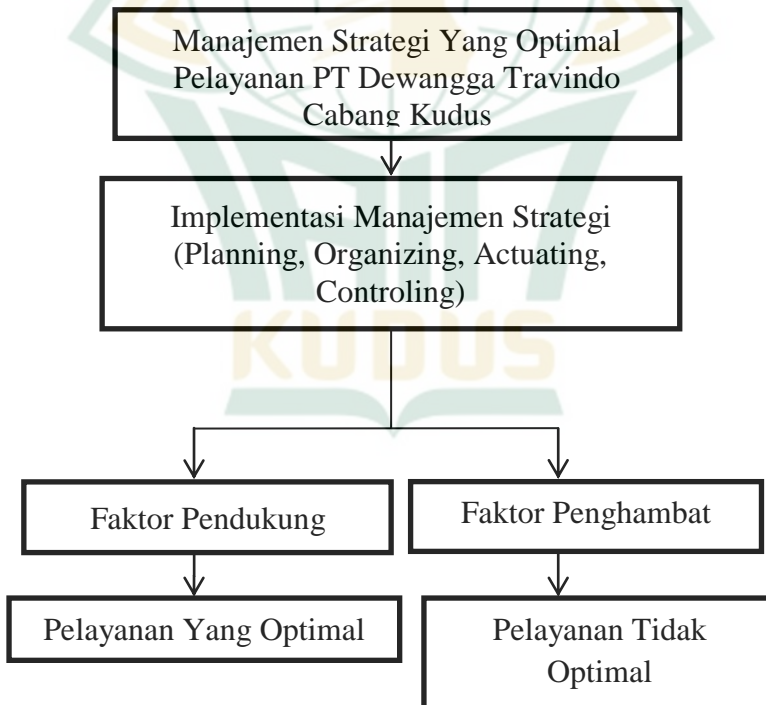 Manajemen Strategi Yang Optimal
Pelayanan PT Dewangga Travindo
Cabang Kudus
Implementasi Manajemen Strategi
(Planning, Organizing, Actuating,
Controling)
KUDUS
Faktor Pendukung
Faktor Penghambat
Pelayanan Yang Optimal
Pelayanan Tidak
Optimal